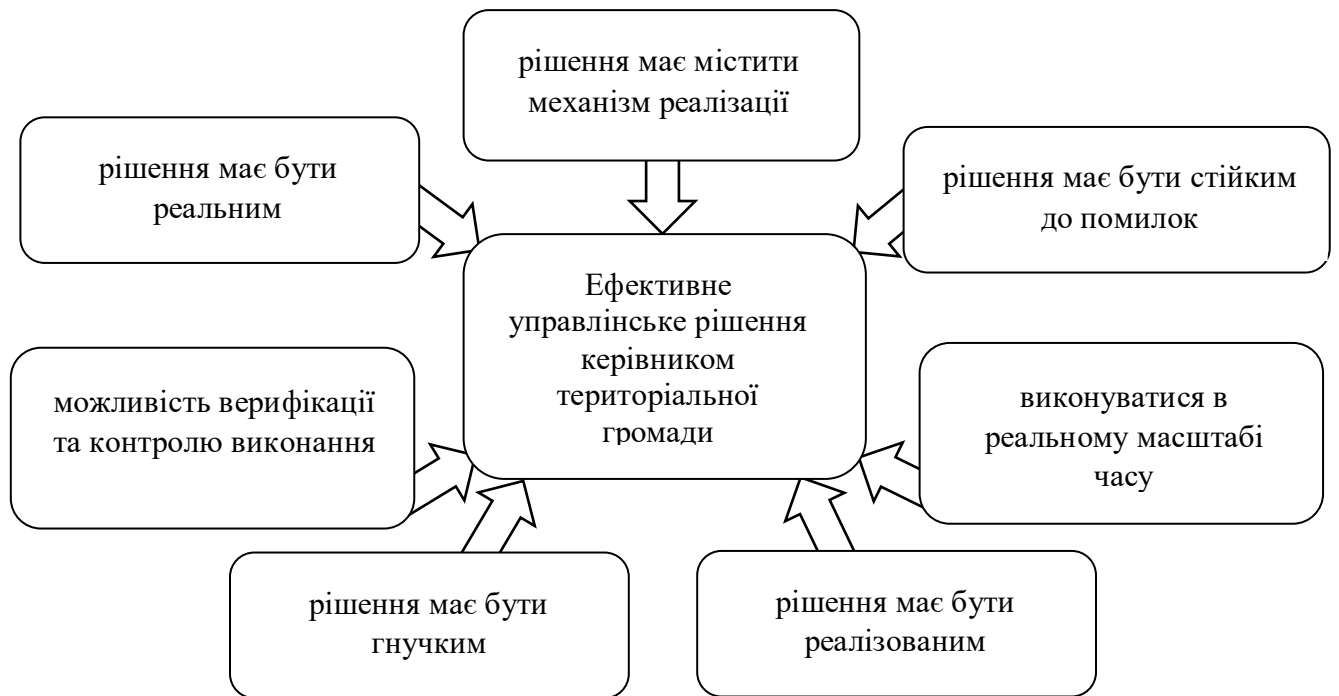 рішення має містити
механізм реалізації
рішення має бути
реальним
рішення має бути стійким
до помилок
Ефективне
управлінське рішення
керівником
територіальної
громади
можливість верифікації
та контролю виконання
виконуватися в
реальному масштабі
часу
рішення має бути
гнучким
рішення має бути
реалізованим